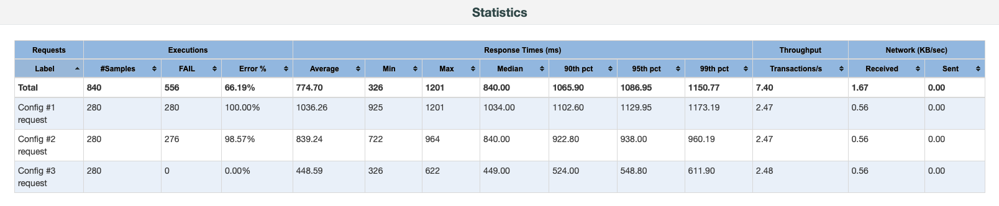 Statistics
Requests Executions Response Times (ms) Throughput Network (KB/sec)
Label #Samples FAIL Error % Average Min Max Median 90th pct 95th pct 99th pct Transactions/s Received Sent
Total 840 556 66.19% 774.70 326 1201 840.00 1065.90 1086.95 1150.77 7.40 1.67 0.00
Config #1 280 280 100.00% 1036.26 925 1201 1034.00 1102.60 1129.95 1173.19 2.47 0.56 0.00
request
Config #2 280 276 98.57% 839.24 722 964 840.00 922.80 938.00 960.19 2.47 0.56 0.00
request
Config #3 280 0 0.00% 448.59 326 622 449.00 524.00 548.80 611.90 2.48 0.56 0.00
request